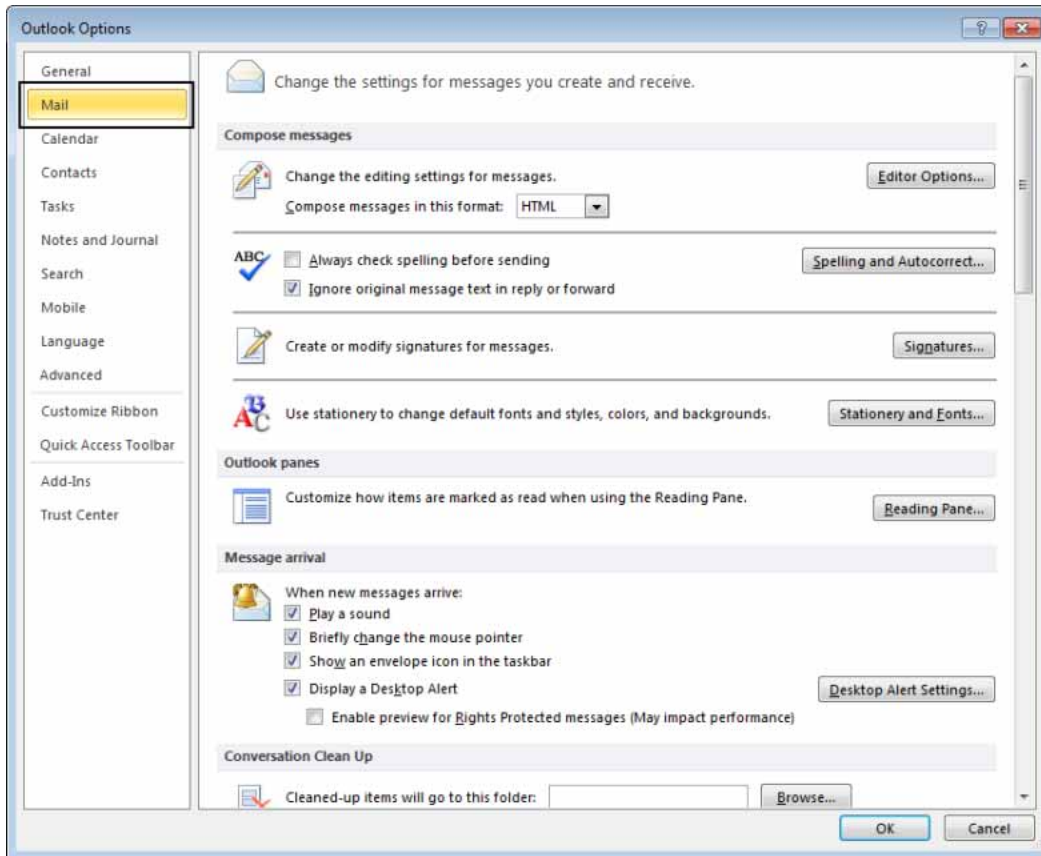 Outlook Options
General
Mail
Calendar
Contacts
Tasks
Notes and Journal
Search
Mobile
Language
Advanced
Customize Ribbon
Quick Access Toolbar
Add-Ins
Trust Center
Change the settings for messages you create and receive.
Compose messages
Change the editing settings for messages.
Editor Options...
Compose messages in this format: HTML
ABC
Always check spelling before sending
Spelling and Autocorrect...
Ignore original message text in reply or forward
Create or modify signatures for messages.
Signatures...
ABC
Use stationery to change default fonts and styles, colors, and backgrounds.
Stationery and Fonts...
Outlook panes
Customize how items are marked as read when using the Reading Pane.
Reading Pane...
Message arrival
When new messages arrive:
Play a sound
Briefly change the mouse pointer
Show an envelope icon in the taskbar
Display a Desktop Alert
Desktop Alert Settings...
Enable preview for Rights Protected messages (May impact performance)
Conversation Clean Up
Cleaned-up items will go to this folder:
Browse...
OK
Cancel